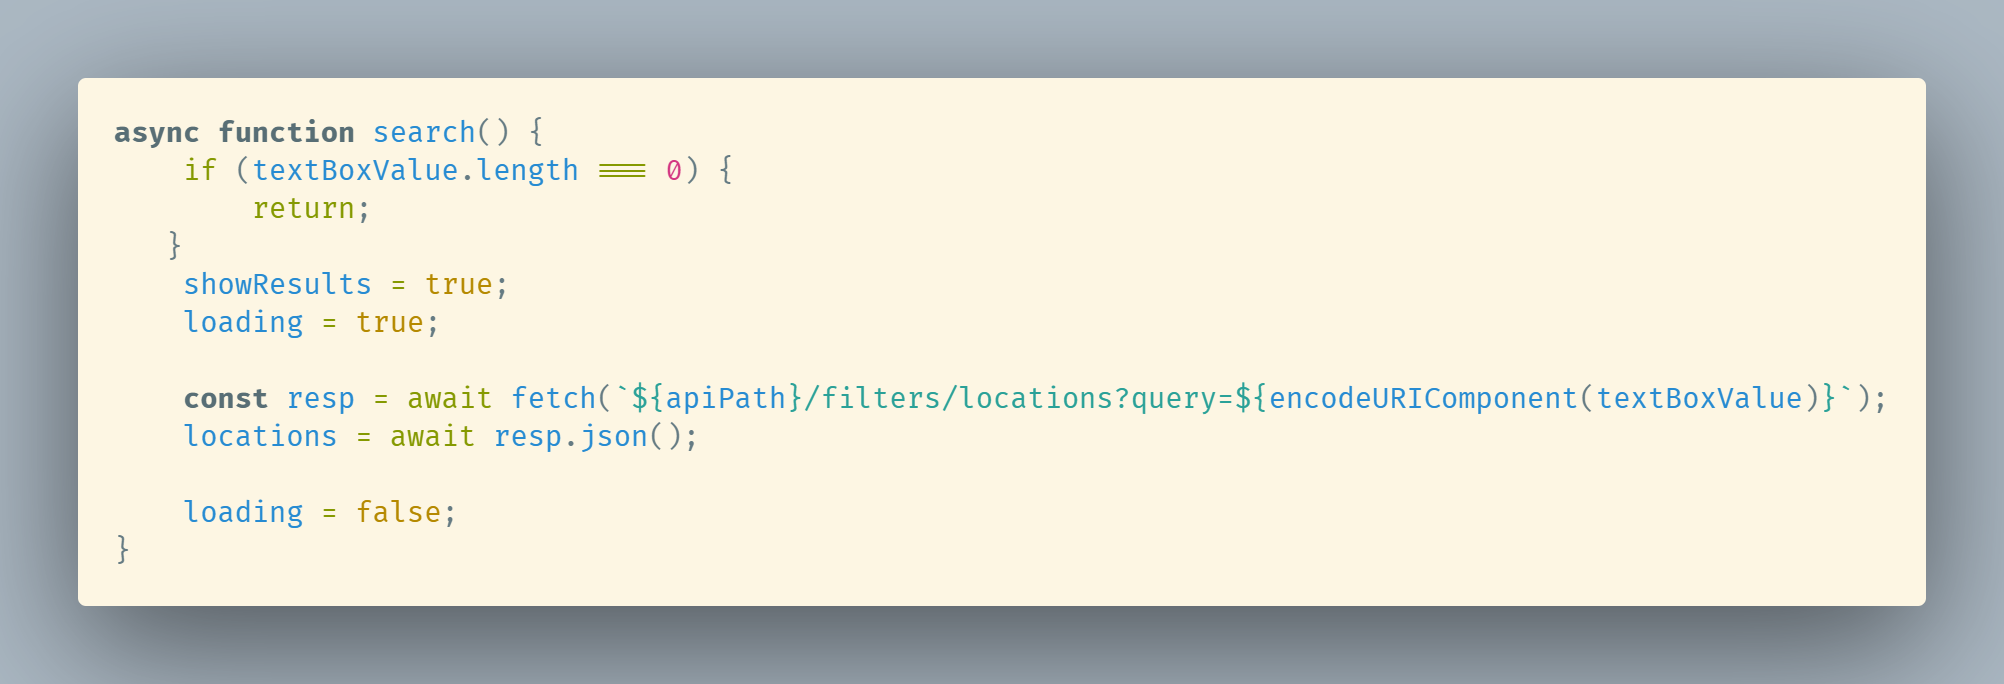 async function search() {
    if (textBoxValue.length === 0) {
        return;
   }
    showResults = true;
    loading = true;

    const resp = await fetch(`${apiPath}/filters/locations?query=${encodeURIComponent(textBoxValue)}`);
    locations = await resp.json();

    loading = false;
}